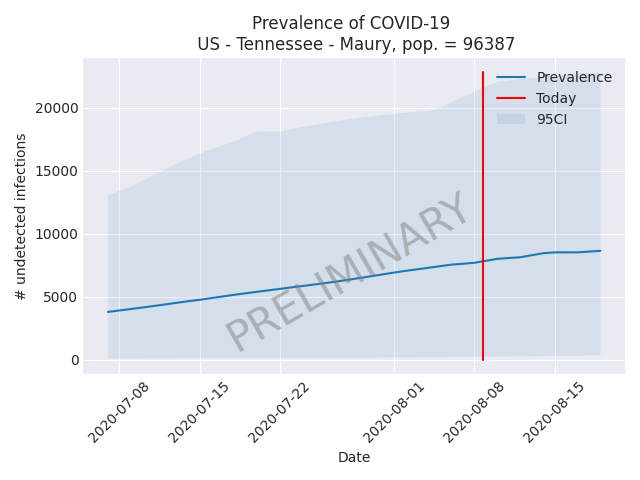 Prevalence of COVID-19
US - Tennessee - Maury, pop. = 96387
Prevalence
Today
95CI
20000
15000
10000
5000
0
# undetected infections
PRELIMINARY
2020-07-08
2020-07-15
2020-07-22
2020-08-01
2020-08-08
2020-08-15
Date